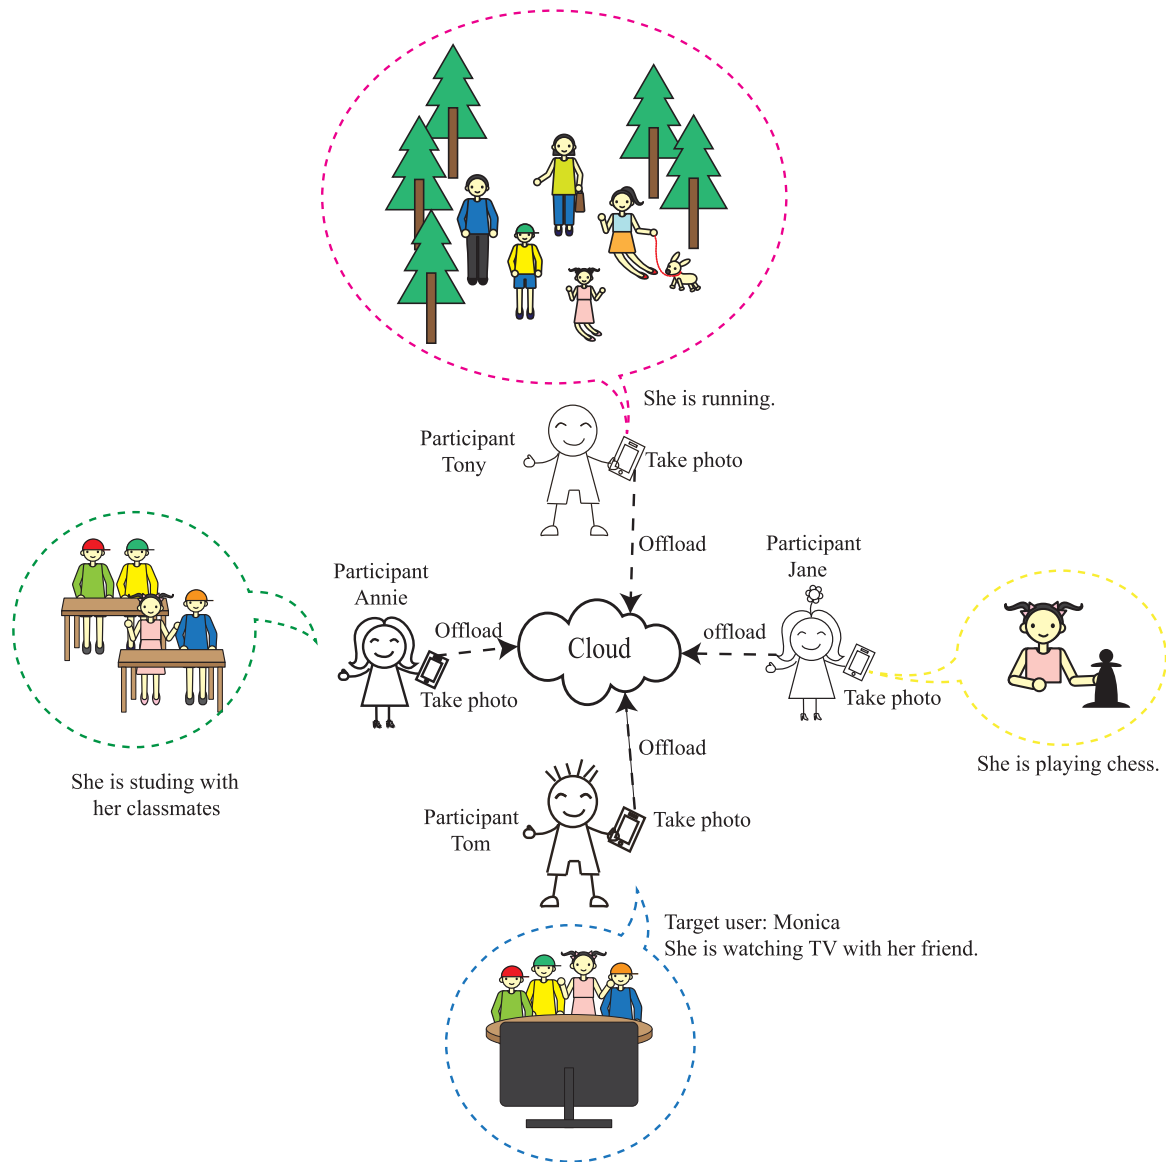 She is running.
Participant
Tony
Take photo
Offload
Participant
Jane
Participant
Annie
Offload
Cloud
offload
Take photo
Take photo
Offload
She is playing chess.
She is studing with
her classmates
Participant
Tom
Take photo
Target user: Monica
She is watching TV with her friend.